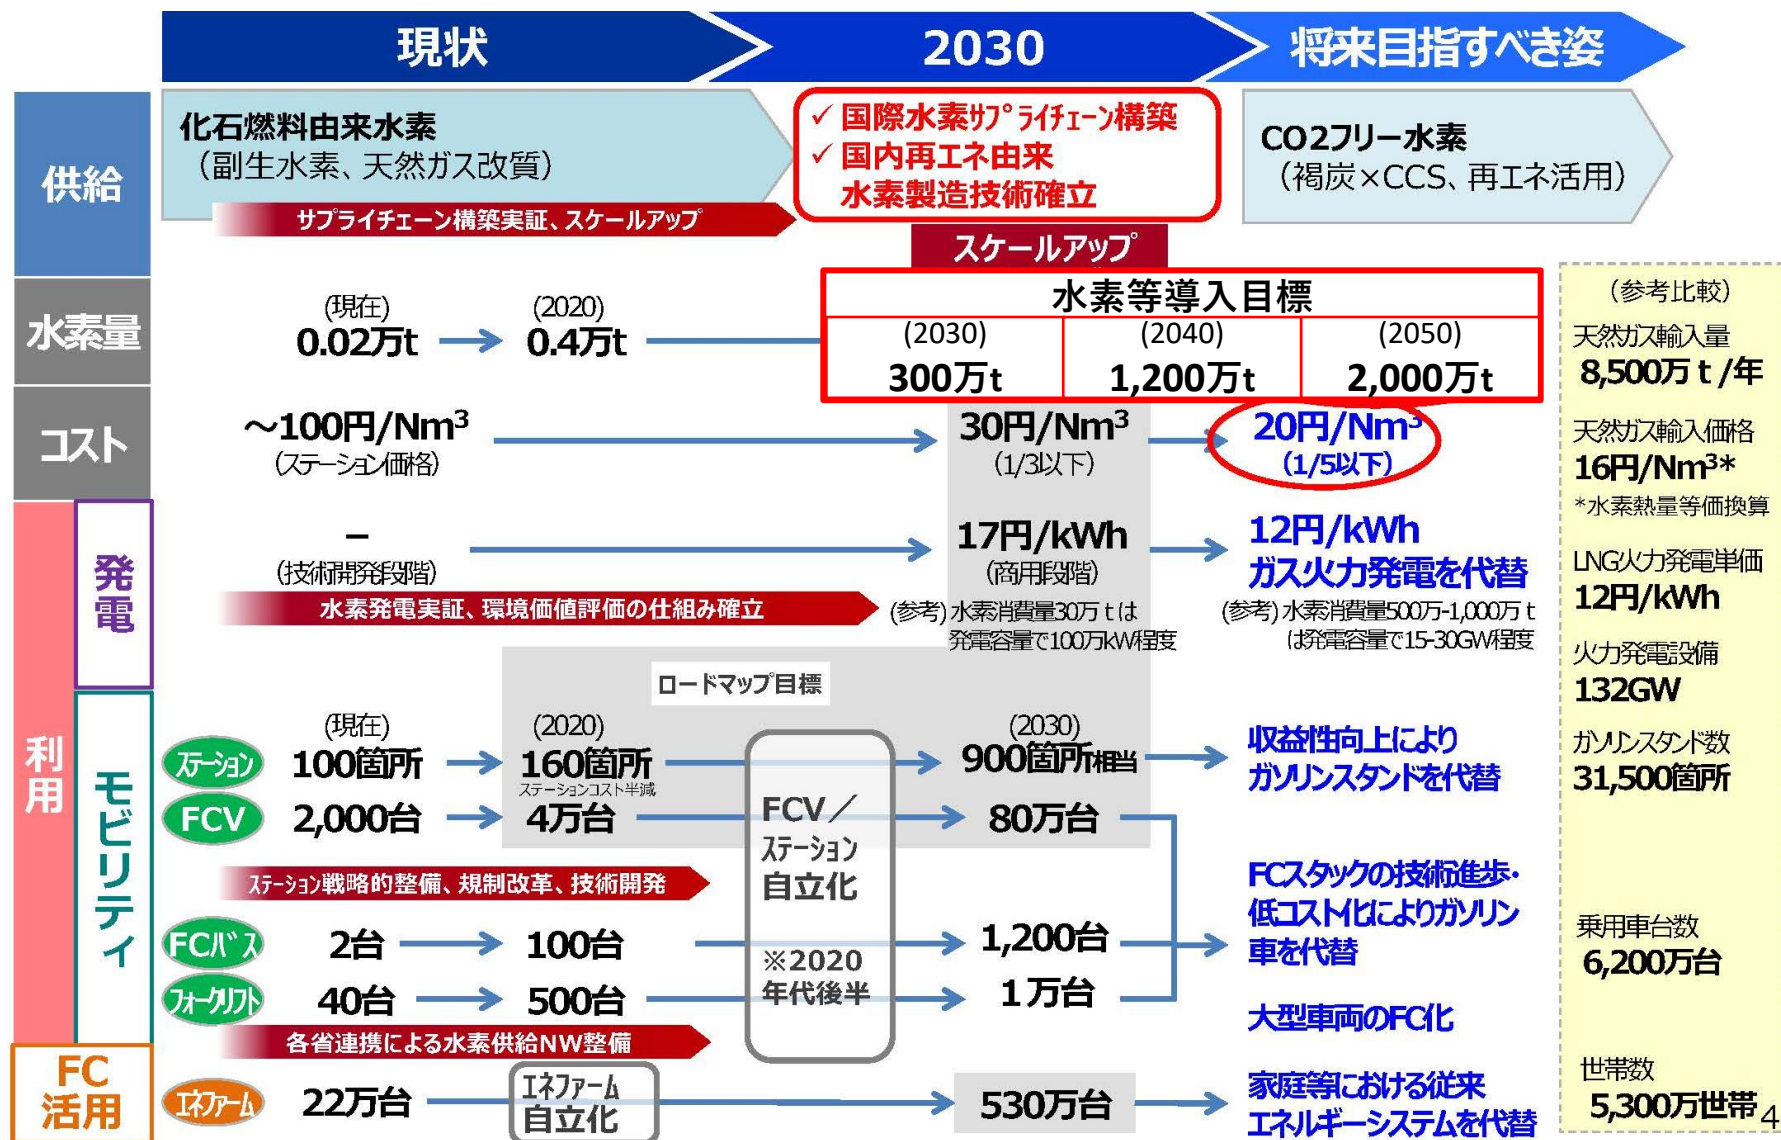 現状
2030
将来目指すべき姿
供給
化石燃料由来水素
（副生水素、天然ガス改質）
✓ 国際水素ｻﾌﾟﾗｲﾁｪｰﾝ構築
✓ 国内再エネ由来
水素製造技術確立
CO2フリー水素
（褐炭×CCS、再エネ活用）
サプライチェーン構築実証、スケールアップ
スケールアップ
水素量
(現在)
0.02万t
(2020)
0.4万t
水素等導入目標
(2030)
(2040)
(2050)
300万t
1,200万t
2,000万t
コスト
～100円/Nm³
(ステーション価格)
30円/Nm³
(1/3以下)
20円/Nm³
(1/5以下)
利用
発電
－
(技術開発段階)
17円/kWh
(商用段階)
12円/kWh
ガス火力発電を代替
水素発電実証、環境価値評価の仕組み確立
(参考) 水素消費量30万ｔは
発電容量で100万kW程度
(参考) 水素消費量500万-1,000万ｔ
は発電容量で15-30GW程度
ロードマップ目標
モビリティ
ステーション
(現在)
100箇所
(2020)
160箇所
ステーションコスト半減
(2030)
900箇所相当
収益性向上により
ガソリンスタンドを代替
FCV
2,000台
4万台
80万台
FCV／
ステーション
自立化
※2020
年代後半
ステーション戦略的整備、規制改革、技術開発
FCスタックの技術進歩・
低コスト化によりガソリン
車を代替
FCバス
2台
100台
1,200台
フォークリフト
40台
500台
1万台
大型車両のFC化
各省連携による水素供給NW整備
FC
活用
エネファーム
22万台
エネファーム
自立化
530万台
家庭等における従来
エネルギーシステムを代替
（参考比較）
天然ガス輸入量
8,500万ｔ/年
天然ガス輸入価格
16円/Nm³*
*水素熱量等価換算
LNG火力発電単価
12円/kWh
火力発電設備
132GW
ガソリンスタンド数
31,500箇所
乗用車台数
6,200万台
世帯数
5,300万世帯
4